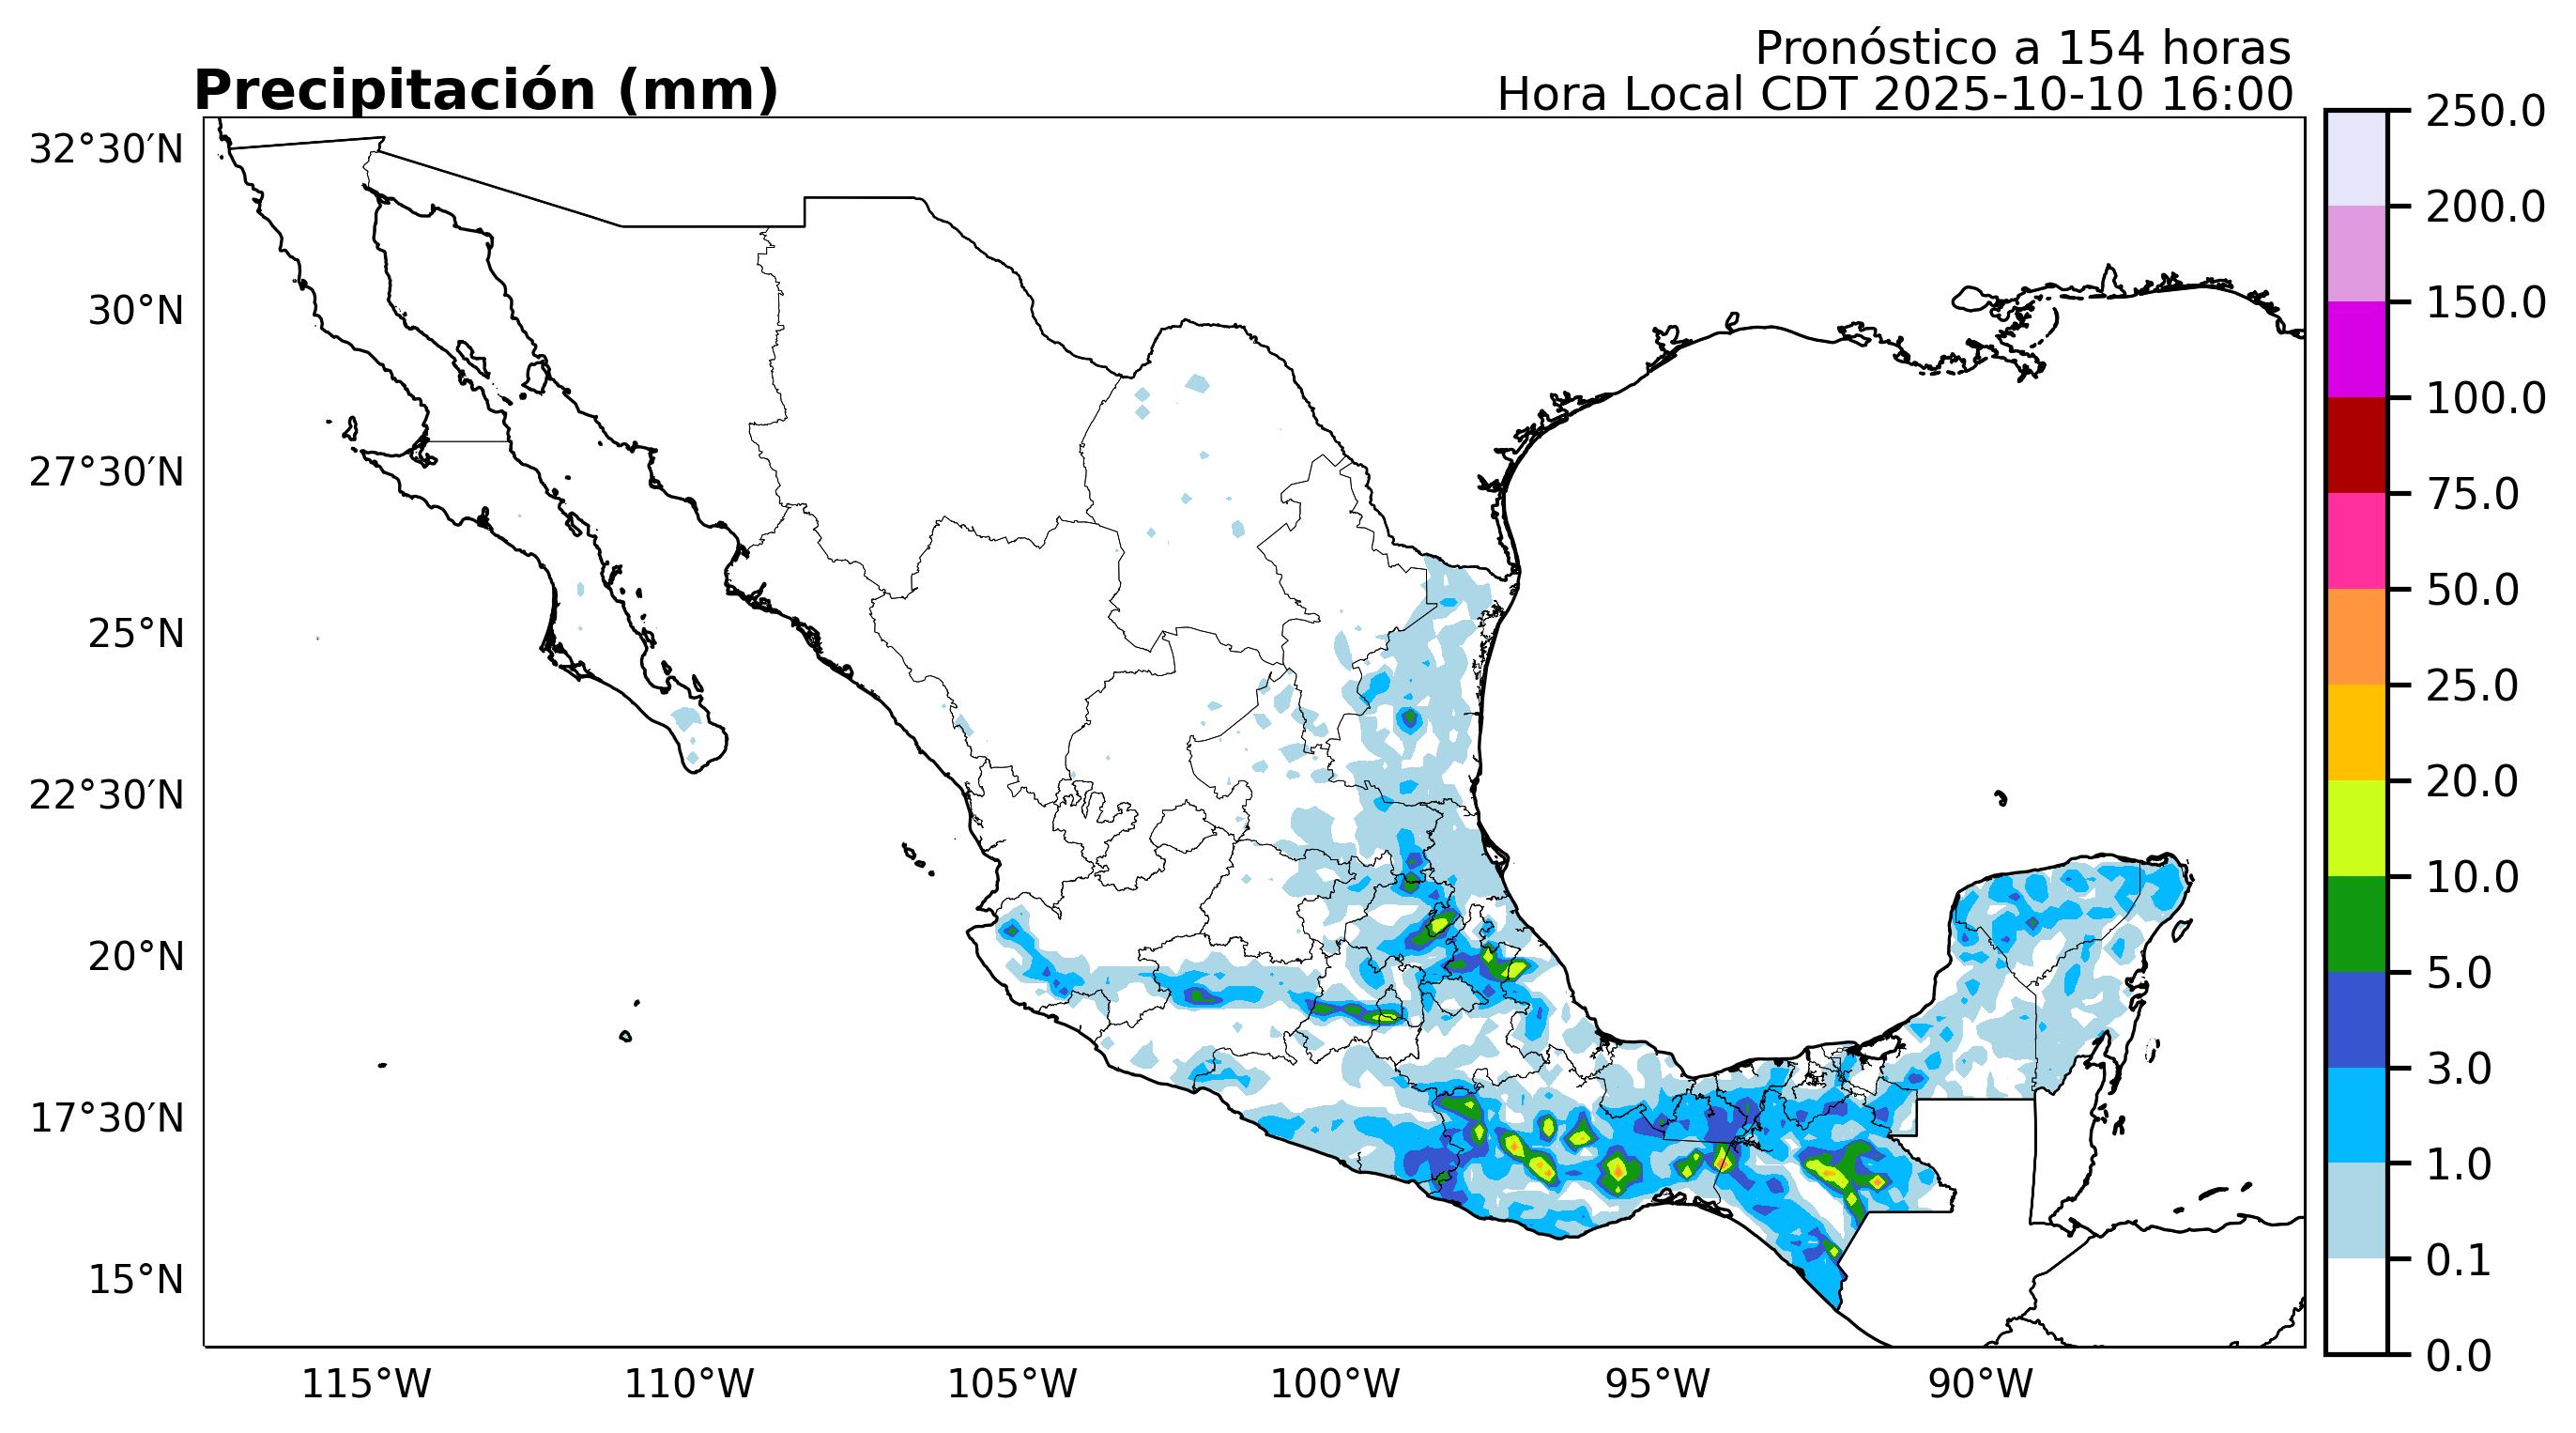 Pronóstico a 154 horas
Precipitación (mm)
Hora Local CDT 2025-10-10 16:00
32°30′N
30°N
27°30′N
25°N
22°30′N
20°N
17°30′N
15°N
115°W
110°W
105°W
100°W
95°W
90°W
250.0
200.0
150.0
100.0
75.0
50.0
25.0
20.0
10.0
5.0
3.0
1.0
0.1
0.0